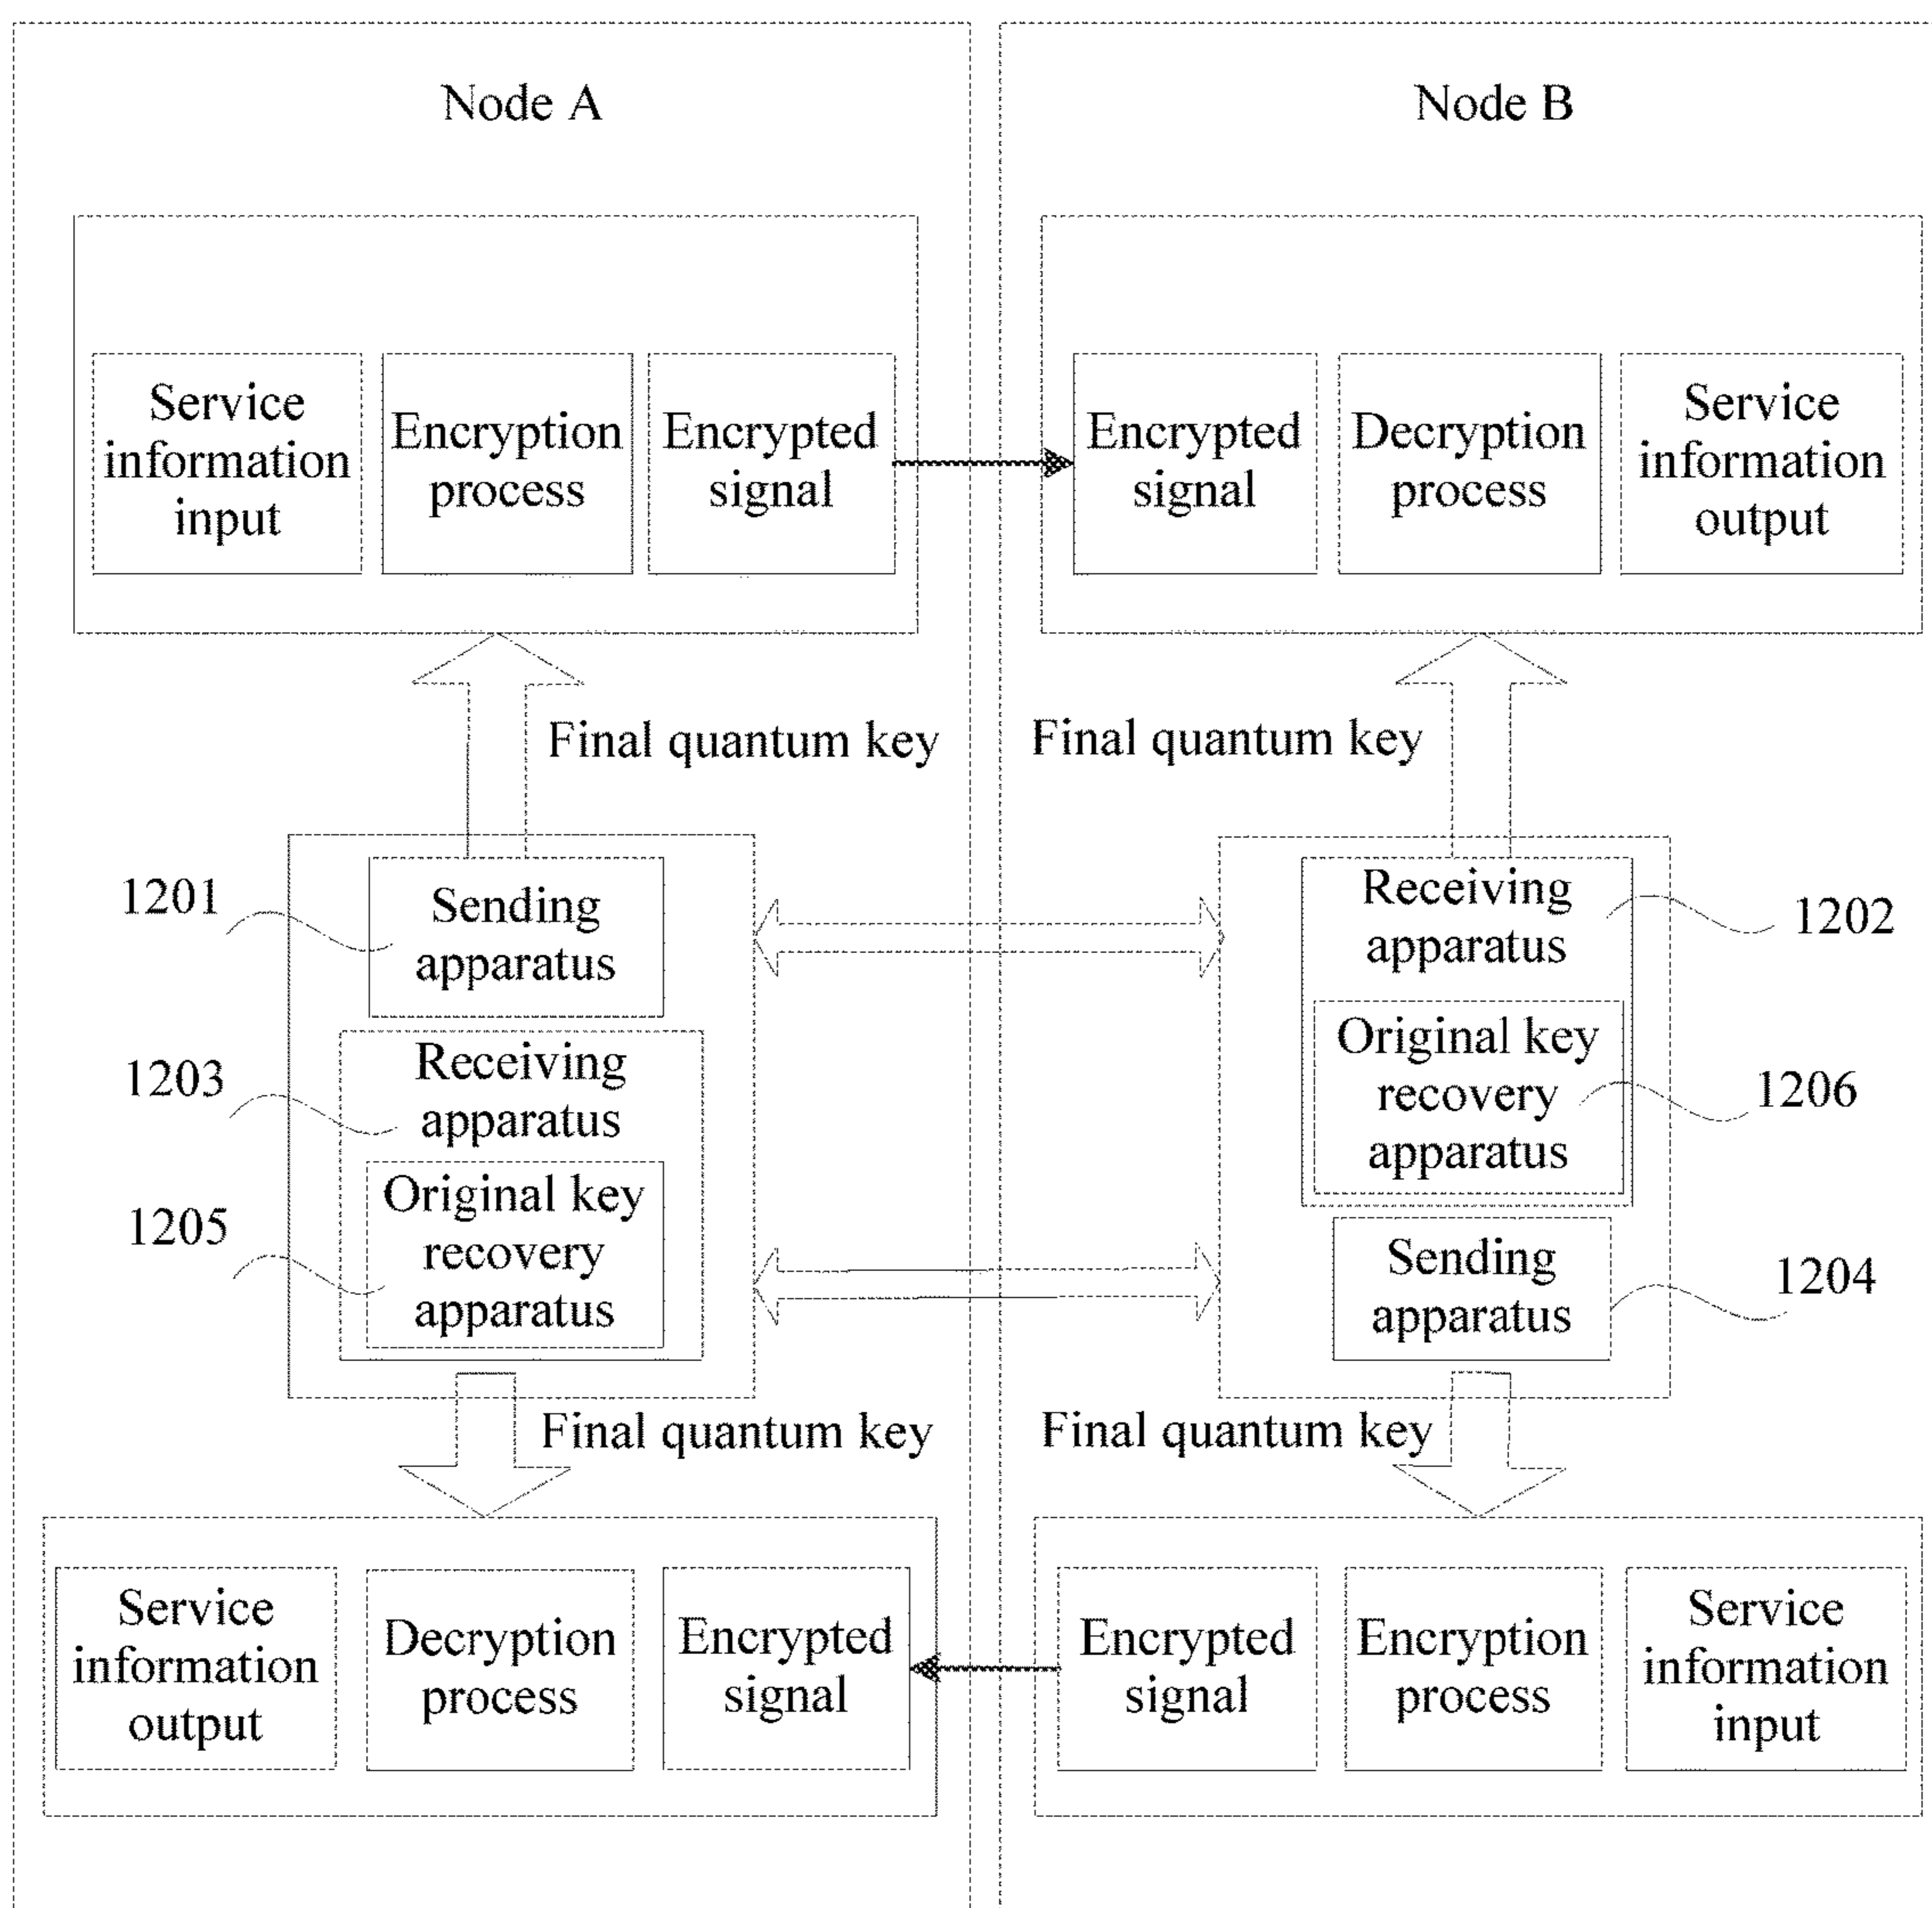 Node A
Node B
Service
information
input
Encryption
process
Encrypted
signal
Encrypted
signal
Decryption
process
Service
information
output
Final quantum key
Final quantum key
1201
Sending
apparatus
Receiving
apparatus
1202
1203
Receiving
apparatus
Original key
recovery
apparatus
1206
1205
Original key
recovery
apparatus
Sending
apparatus
1204
Final quantum key
Final quantum key
Service
information
output
Decryption
process
Encrypted
signal
Encrypted
signal
Encryption
process
Service
information
input